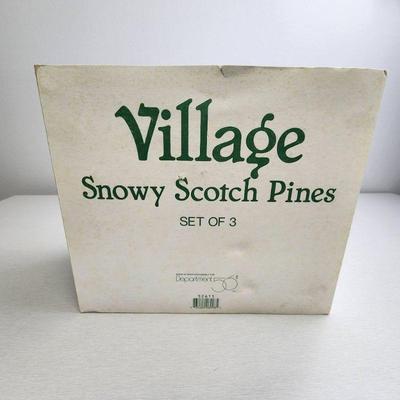 Village
Snowy Scotch Pines
SET OF 3
Department 56